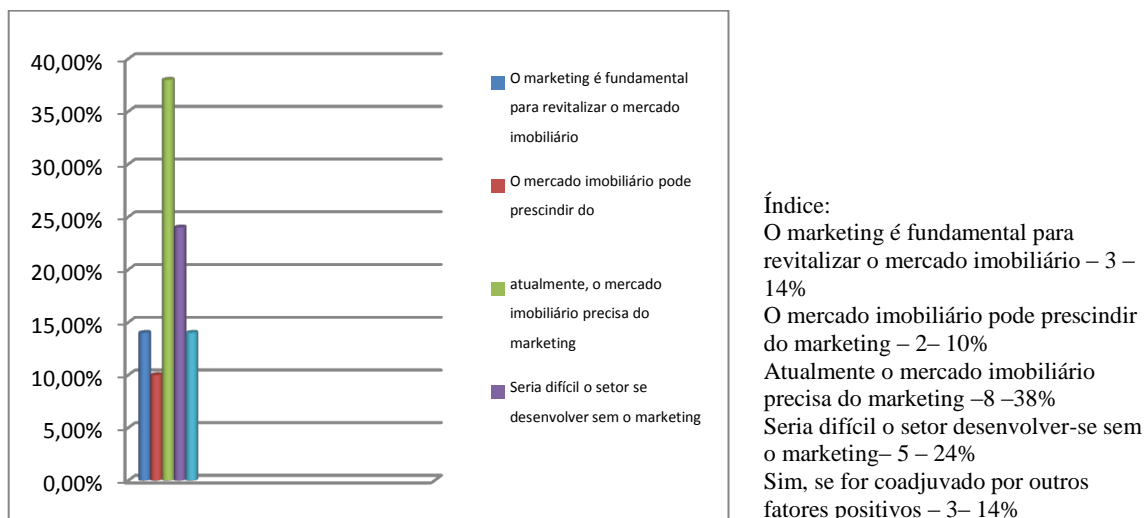 40,00%
35,00%
30,00%
25,00%
20,00%
15,00%
10,00%
5,00%
0,00%
O marketing é fundamental
para revitalizar o mercado
imobiliário
O mercado imobiliário pode
prescindir do
atualmente, o mercado
imobiliário precisa do
marketing
Seria difícil o setor se
desenvolver sem o marketing
Índice:
O marketing é fundamental para
revitalizar o mercado imobiliário – 3 –
14%
O mercado imobiliário pode prescindir
do marketing – 2– 10%
Atualmente o mercado imobiliário
precisa do marketing –8 –38%
Seria difícil o setor desenvolver-se sem
o marketing– 5 – 24%
Sim, se for coadjuvado por outros
fatores positivos – 3– 14%